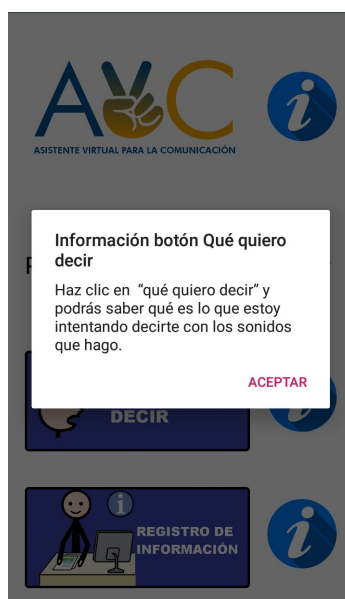 AVC
ASISTENTE VIRTUAL PARA LA COMUNICACIÓN
Información botón Qué quiero
decir
Haz clic en “qué quiero decir” y
podrás saber qué es lo que estoy
intentando decirte con los sonidos
que hago.
ACEPTAR
DECIR
REGISTRO DE
INFORMACIÓN